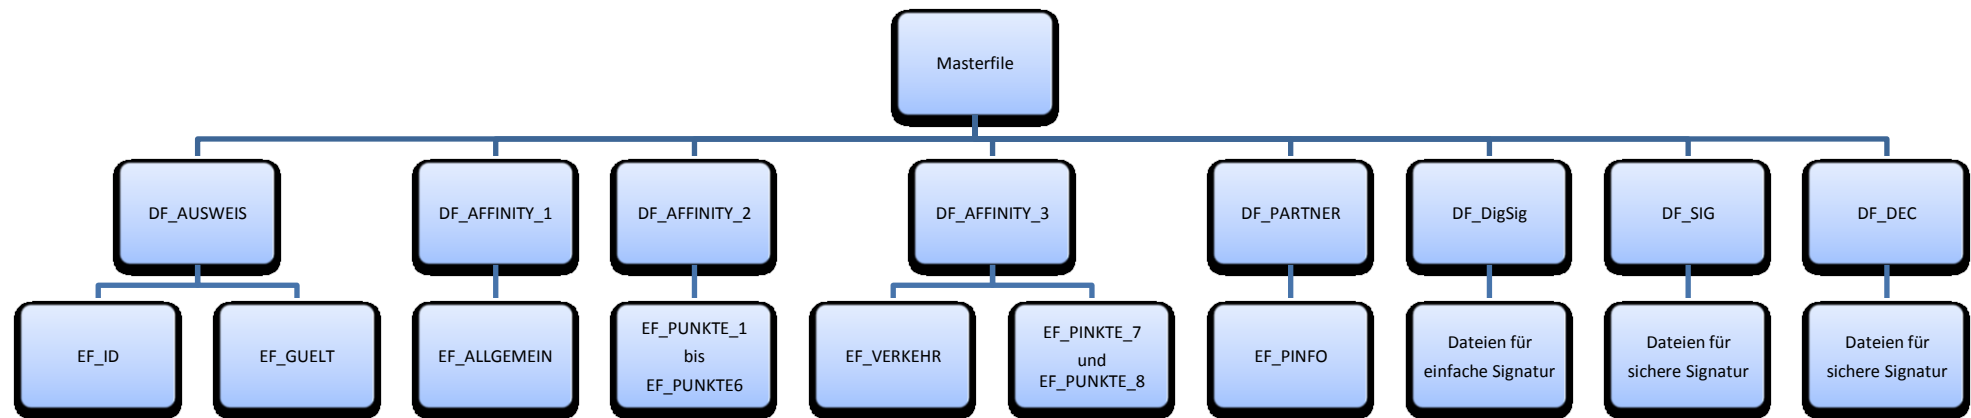 Masterfile
DF_AUSWEIS
DF_AFFINITY_1
DF_AFFINITY_2
DF_AFFINITY_3
DF_PARTNER
DF_DigSig
DF_SIG
DF_DEC
EF_ID
EF_GUELT
EF_ALLGEMEIN
EF_PUNKTE_1
bis
EF_PUNKTE6
EF_VERKEHR
EF_PINKTE_7
und
EF_PUNKTE_8
EF_PINFO
Dateien für
einfache Signatur
Dateien für
sichere Signatur
Dateien für
sichere Signatur